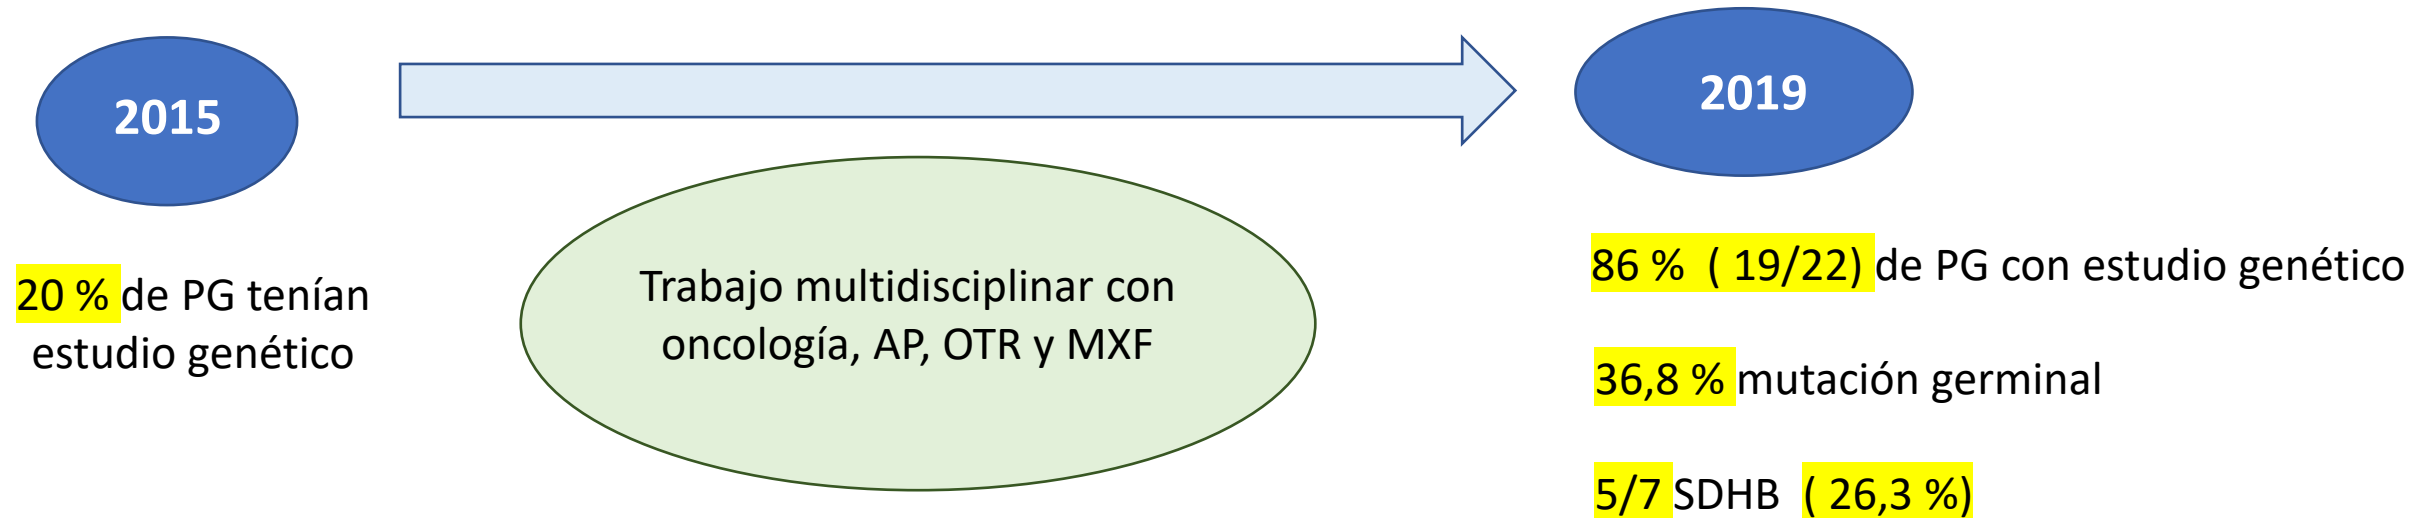 2015
2019
20 % de PG tenían
estudio genético
Trabajo multidisciplinar con
oncología, AP, OTR y MXF
86 % ( 19/22) de PG con estudio genético
36,8 % mutación germinal
5/7 SDHB ( 26,3 %)